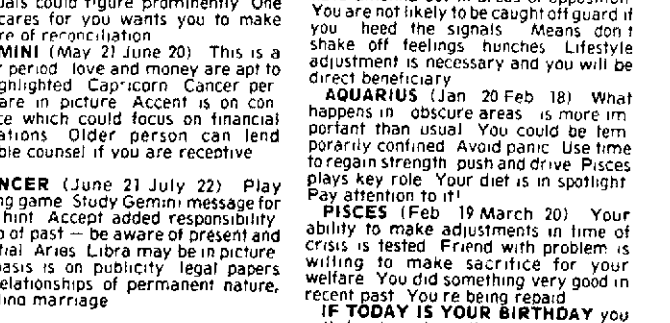 could figure prominently One
cares for you wants you to make
re of reconciliation
MINI (May 21 June 20) This is a
period love and money are apt to
ghlighted Capricorn Cancer per
are in picture Accent is on con
ce which could focus on financial
ations Older person can lend
ble counsel if you are receptive
NCER (June 21 July 22) Play
ng game Study Gemini message for
hint Accept added responsibility
of past — be aware of present and
tial Aries Libra may be in picture
asis is on publicity legal papers
elationships of permanent nature,
ding marriage
You are not likely to be caught off guard if
you heed the signals Means don t
shake off feelings hunches Lifestyle
adjustment is necessary and you will be
direct beneficiary
AQUARIUS (Jan 20 Feb 18) What
happens in obscure areas is more im
portant than usual You could be tem
porarily confined Avoid panic Use time
to regain strength push and drive Pisces
plays key role Your diet is in spotlight
Pay attention to it!
PISCES (Feb 19 March 20) Your
ability to make adjustments in time of
crisis is tested Friend with problem is
willing to make sacrifice for your
welfare You did something very good in
recent past You re being repaid
IF TODAY IS YOUR BIRTHDAY you